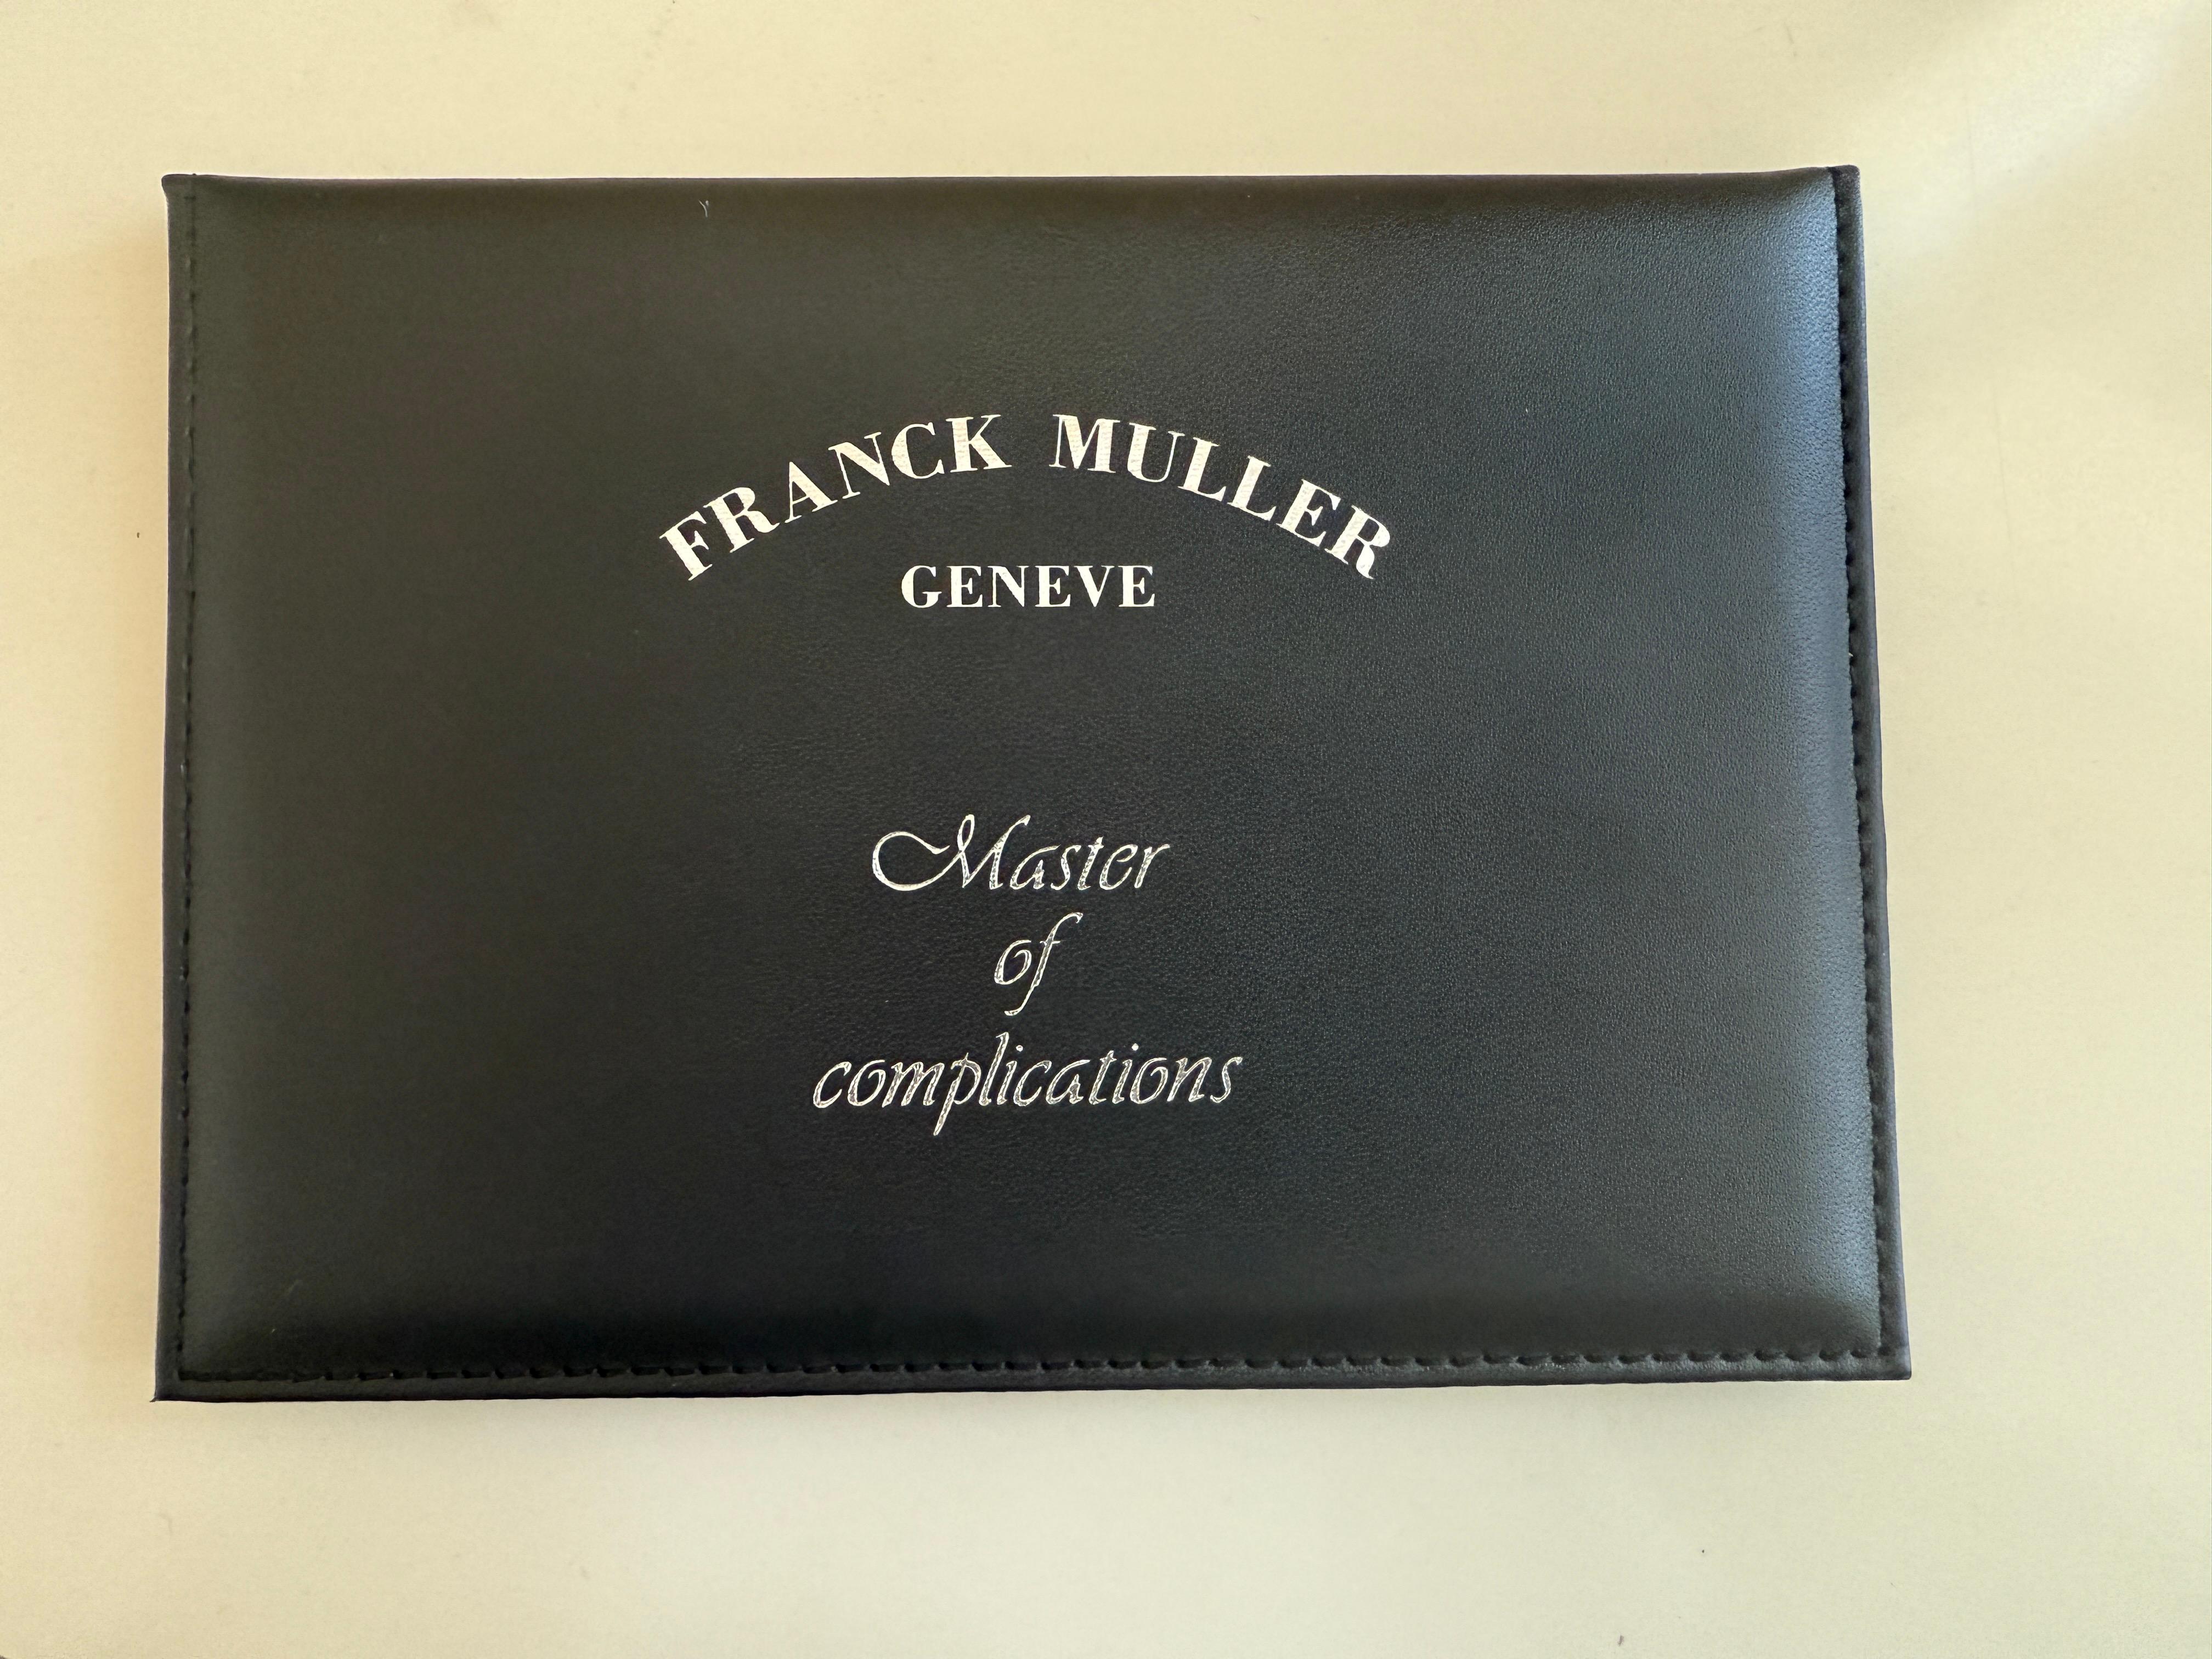 FRANCK MULLER
GENEVE
Master
of
complications